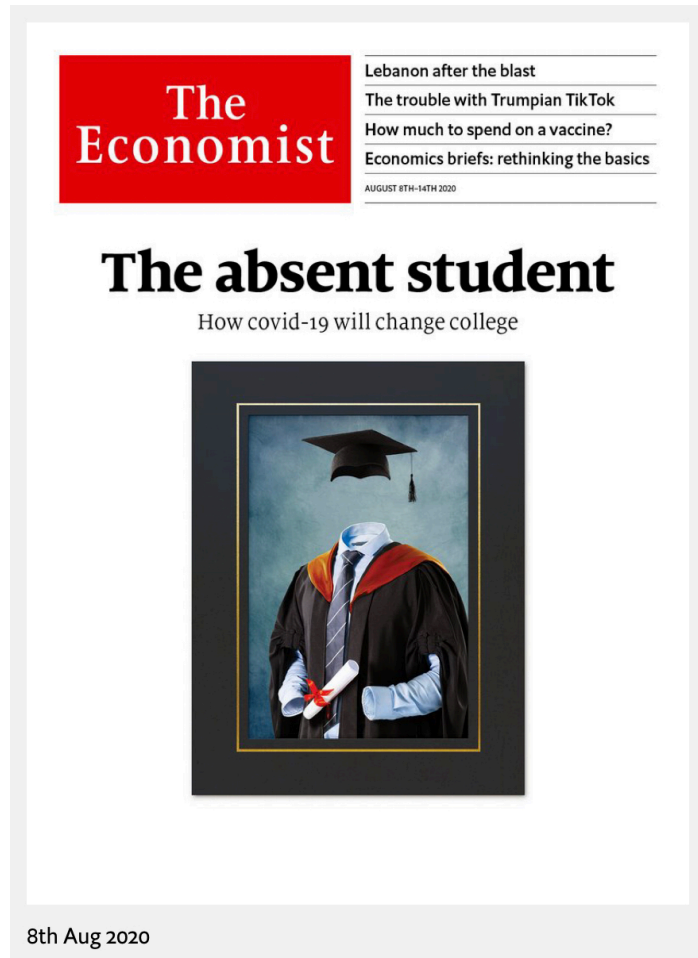 The
Economist
Lebanon after the blast
The trouble with Trumpian TikTok
How much to spend on a vaccine?
Economics briefs: rethinking the basics
AUGUST 8TH–14TH 2020
The absent student
How covid-19 will change college
8th Aug 2020